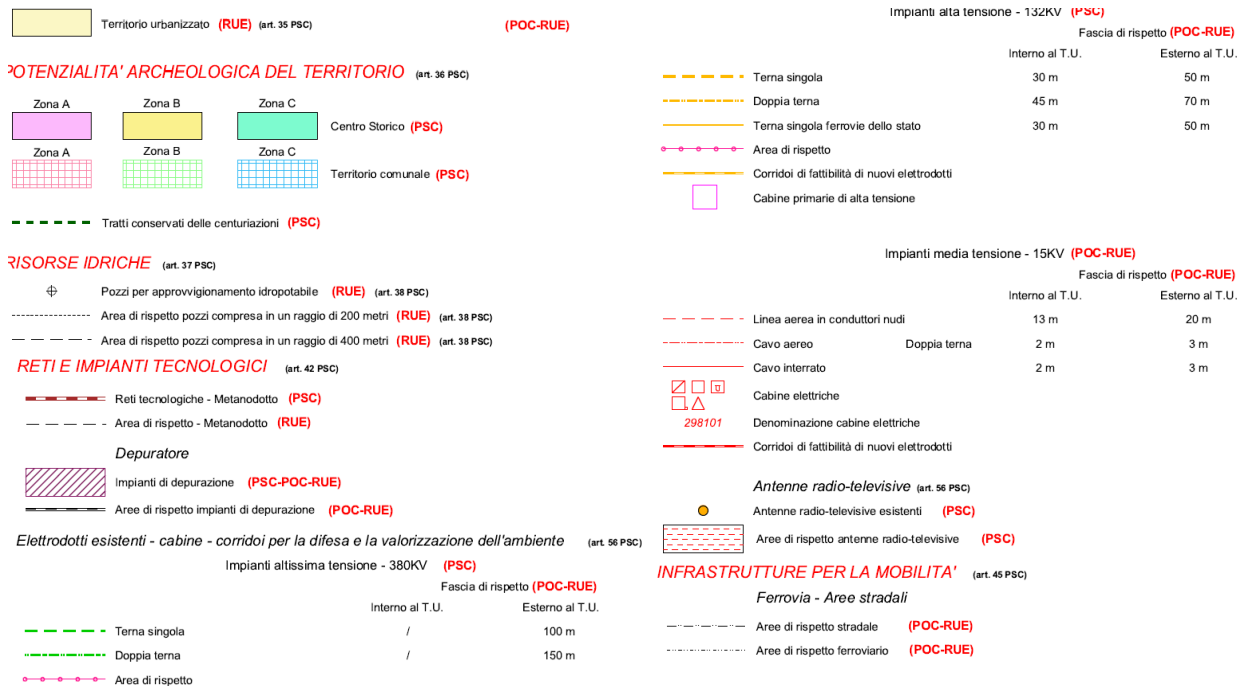 Territorio urbanizzato (RUE) (art. 35 PSC) (POC-RUE)
POTENZIALITA' ARCHEOLOGICA DEL TERRITORIO (art. 36 PSC)
Zona A Zona B Zona C
Centro Storico (PSC)
Zona A Zona B Zona C
Territorio comunale (PSC)
Tratti conservati delle centuriazioni (PSC)
RISORSE IDRICHE (art. 37 PSC)
Pozzi per approvvigionamento idropotabile (RUE) (art. 38 PSC)
Area di rispetto pozzi compresa in un raggio di 200 metri (RUE) (art. 38 PSC)
Area di rispetto pozzi compresa in un raggio di 400 metri (RUE) (art. 38 PSC)
RETI E IMPIANTI TECNOLOGICI (art. 42 PSC)
Reti tecnologiche - Metanodotto (PSC)
Area di rispetto - Metanodotto (RUE)
Depuratore
Impianti di depurazione (PSC-POC-RUE)
Aree di rispetto impianti di depurazione (POC-RUE)
Elettrodotti esistenti - cabine - corridoi per la difesa e la valorizzazione dell'ambiente (art. 56 PSC)
Impianti altissima tensione - 380KV (PSC)
Fascia di rispetto (POC-RUE)
Interno al T.U. Esterno al T.U.
Terna singola / 100 m
Doppia terna / 150 m
Area di rispetto
Impianti alta tensione - 132KV (PSC)
Fascia di rispetto (POC-RUE)
Interno al T.U. Esterno al T.U.
Terna singola 30 m 50 m
Doppia terna 45 m 70 m
Terna singola ferrovie dello stato 30 m 50 m
Area di rispetto
Corridoi di fattibilità di nuovi elettrodotti
Cabine primarie di alta tensione
Impianti media tensione - 15KV (POC-RUE)
Fascia di rispetto (POC-RUE)
Interno al T.U. Esterno al T.U.
Linea aerea in conduttori nudi 13 m 20 m
Cavo aereo Doppia terna 2 m 3 m
Cavo interrato 2 m 3 m
Cabine elettriche
298101 Denominazione cabine elettriche
Corridoi di fattibilità di nuovi elettrodotti
Antenne radio-televisive (art. 56 PSC)
Antenne radio-televisive esistenti (PSC)
Aree di rispetto antenne radio-televisive (PSC)
INFRASTRUTTURE PER LA MOBILITA' (art. 45 PSC)
Ferrovia - Aree stradali
Aree di rispetto stradale (POC-RUE)
Aree di rispetto ferroviario (POC-RUE)